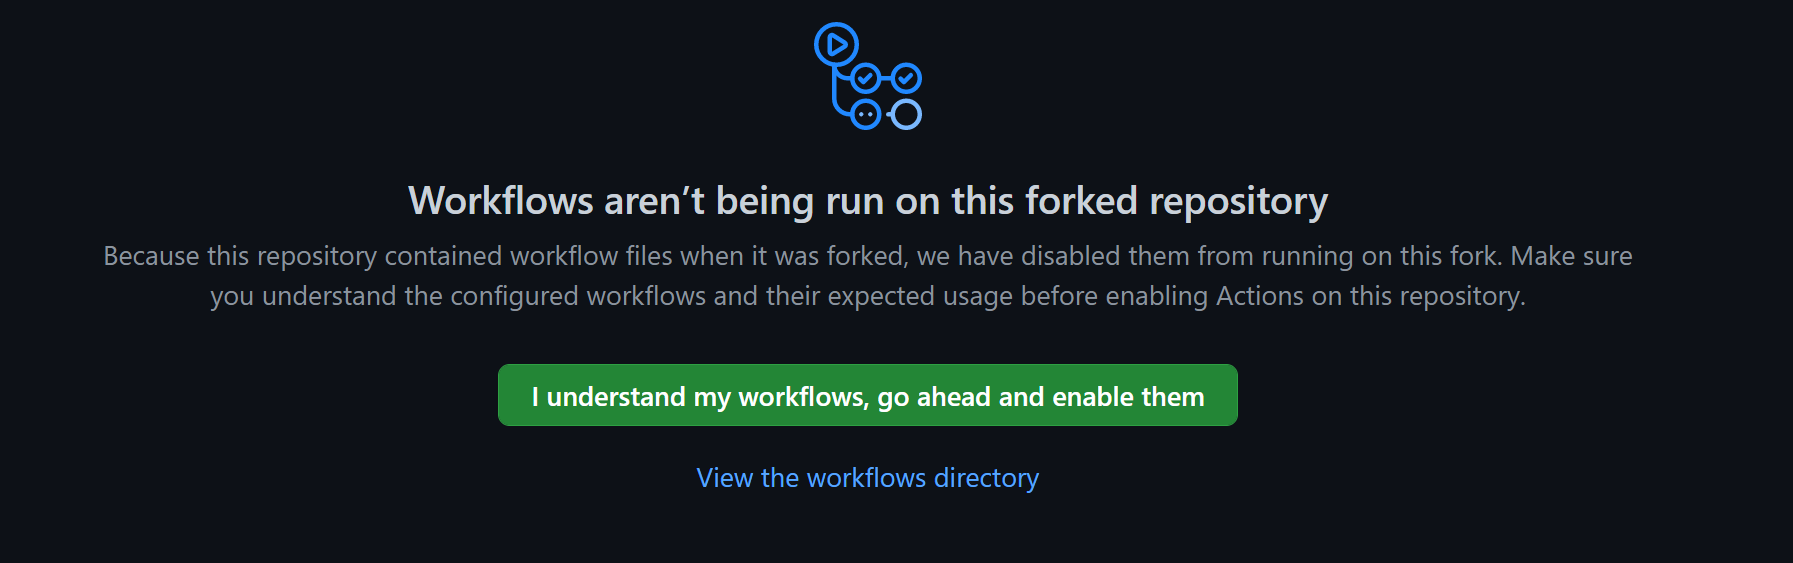 Workflows aren’t being run on this forked repository
Because this repository contained workflow files when it was forked, we have disabled them from running on this fork. Make sure
you understand the configured workflows and their expected usage before enabling Actions on this repository.
I understand my workflows, go ahead and enable them
View the workflows directory